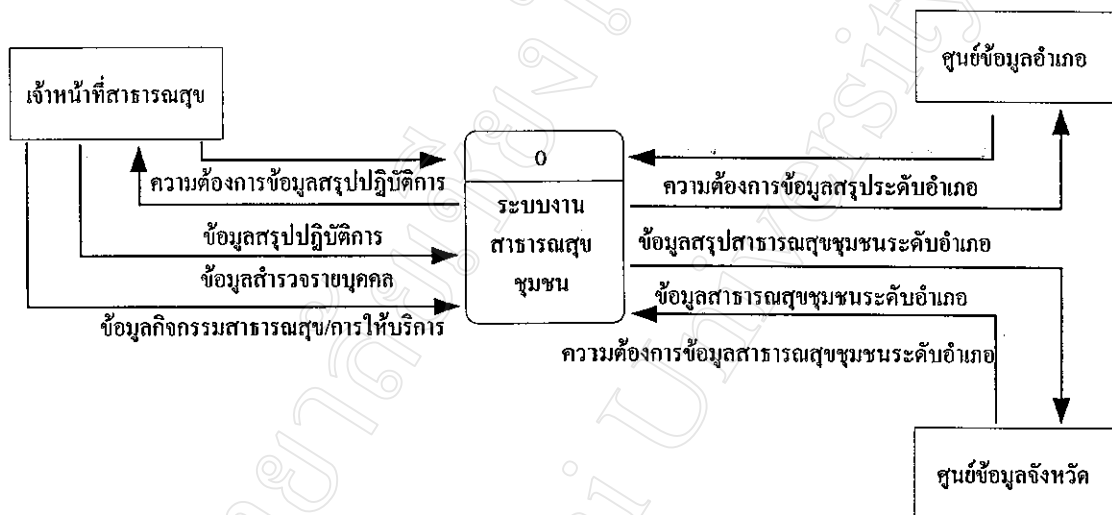 ศูนย์ข้อมูลอำเภอ
เจ้าหน้าที่สาธารณสุข
0
ความต้องการข้อมูลสรุปปฏิบัติการ
ความต้องการข้อมูลสรุประดับอำเภอ
ระบบงาน
สาธารณสุข
ชุมชน
ข้อมูลสรุปปฏิบัติการ
ข้อมูลสรุปสาธารณสุขชุมชนระดับอำเภอ
ข้อมูลสำรวจรายบุคคล
ข้อมูลสาธารณสุขชุมชนระดับอำเภอ
ข้อมูลกิจกรรมสาธารณสุข/การให้บริการ
ความต้องการข้อมูลสาธารณสุขชุมชนระดับอำเภอ
ศูนย์ข้อมูลจังหวัด
University